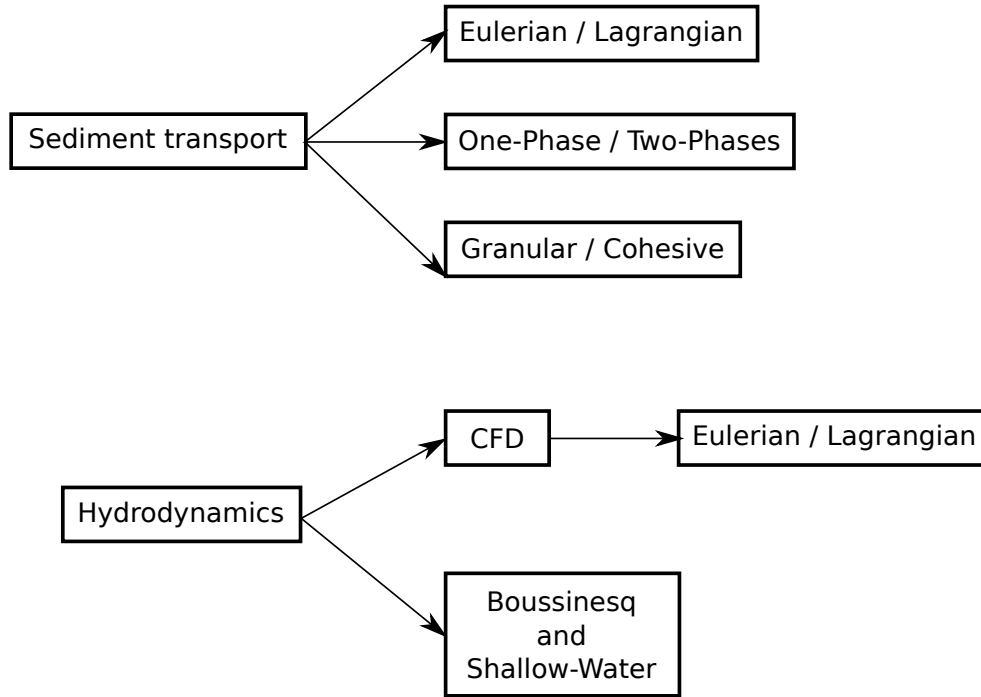 Eulerian / Lagrangian
Sediment transport
One-Phase / Two-Phases
Granular / Cohesive
CFD
Eulerian / Lagrangian
Hydrodynamics
Boussinesq
and
Shallow-Water